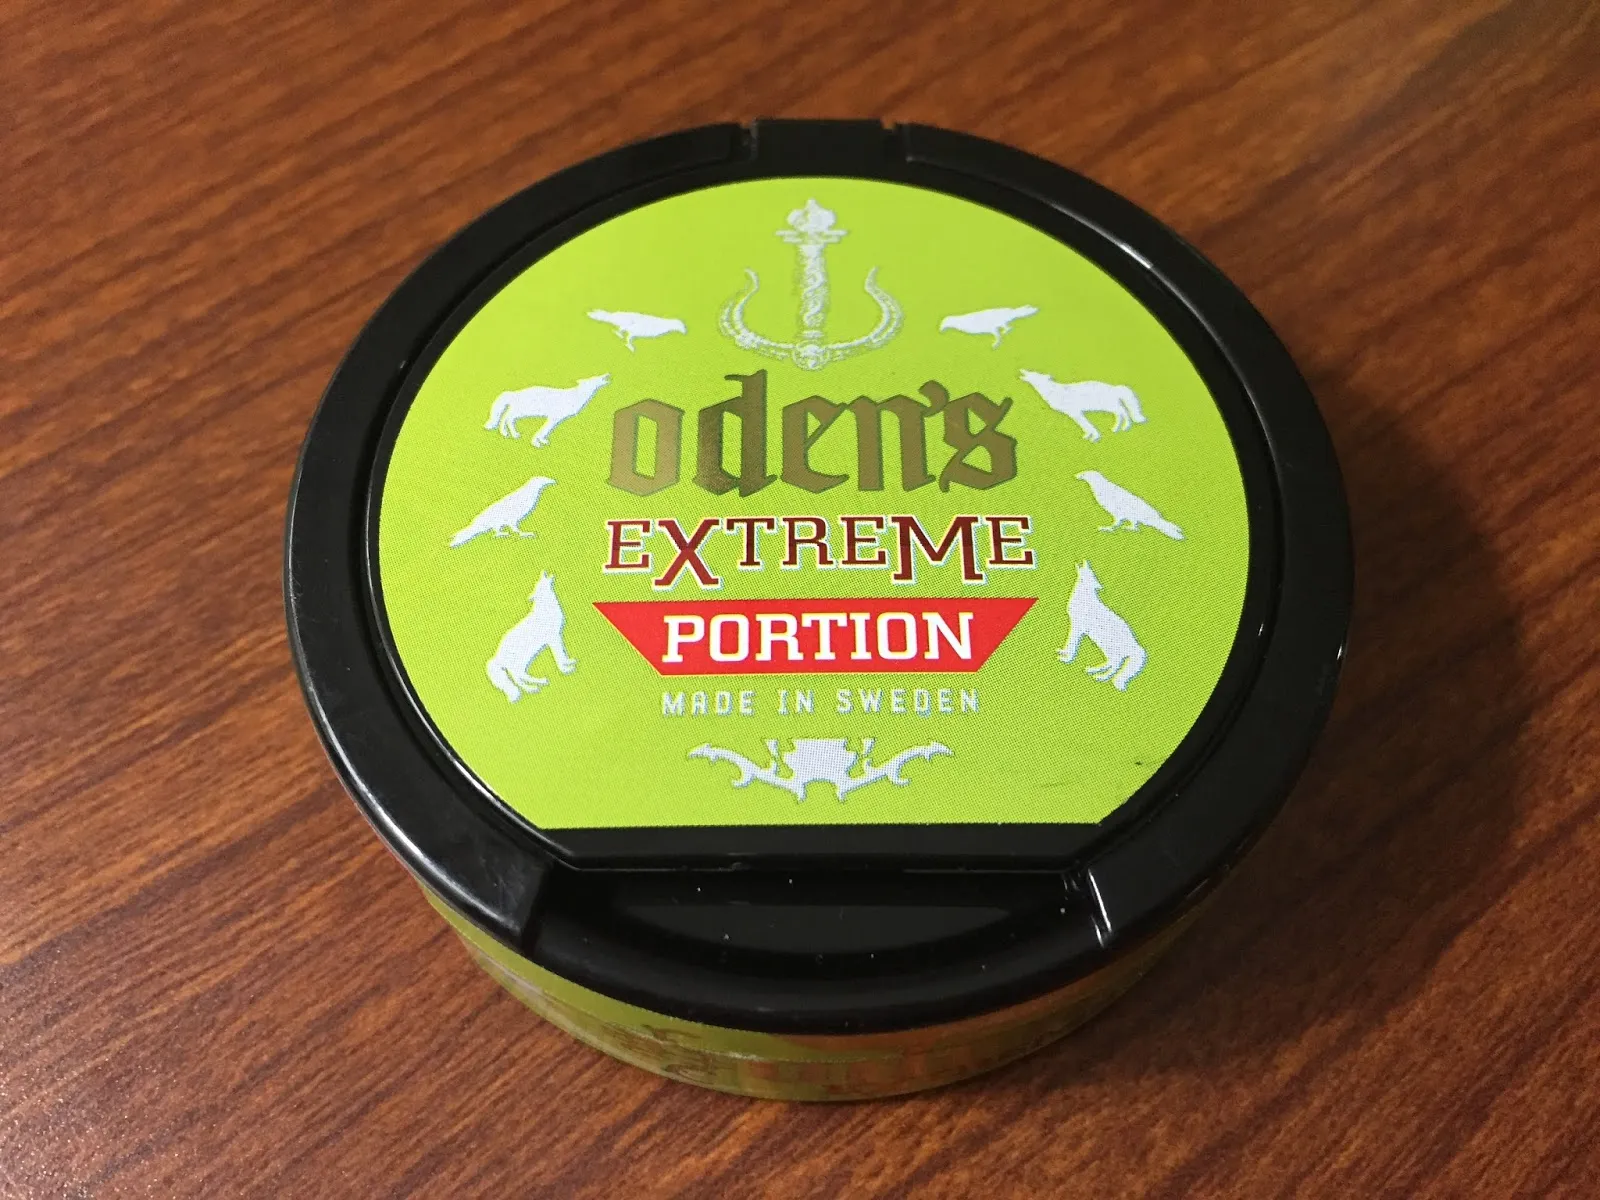 oden's
EXTREME
PORTION
MADE IN SWEDEN